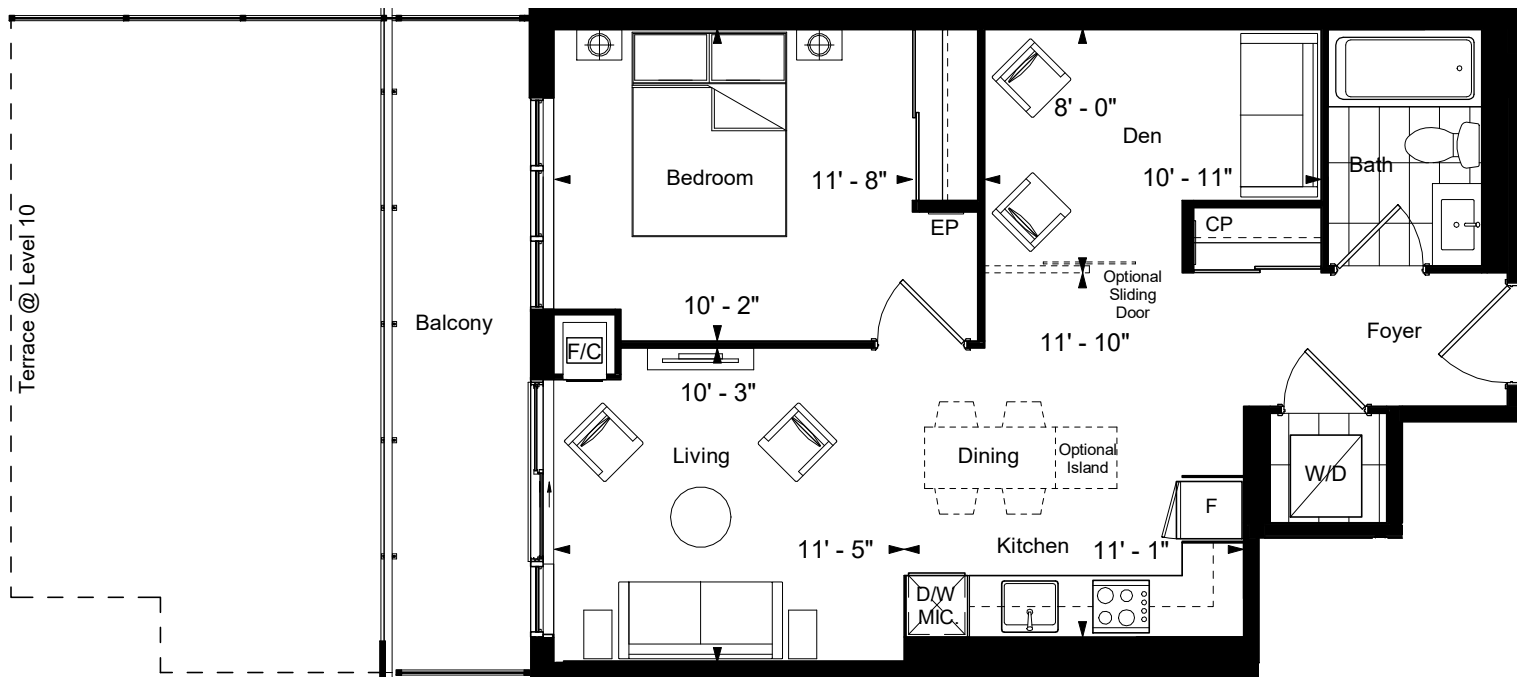 8' - 0"
Den
Bedroom
11' - 8"
10' - 11"
Bath
EP
CP
Terrace @ Level 10
Optional
Sliding
Door
10' - 2"
Balcony
Foyer
F/C
11' - 10"
10' - 3"
Living
Dining
Optional
Island
W/D
F
11' - 5"
Kitchen
11' - 1"
D/W
MIC.